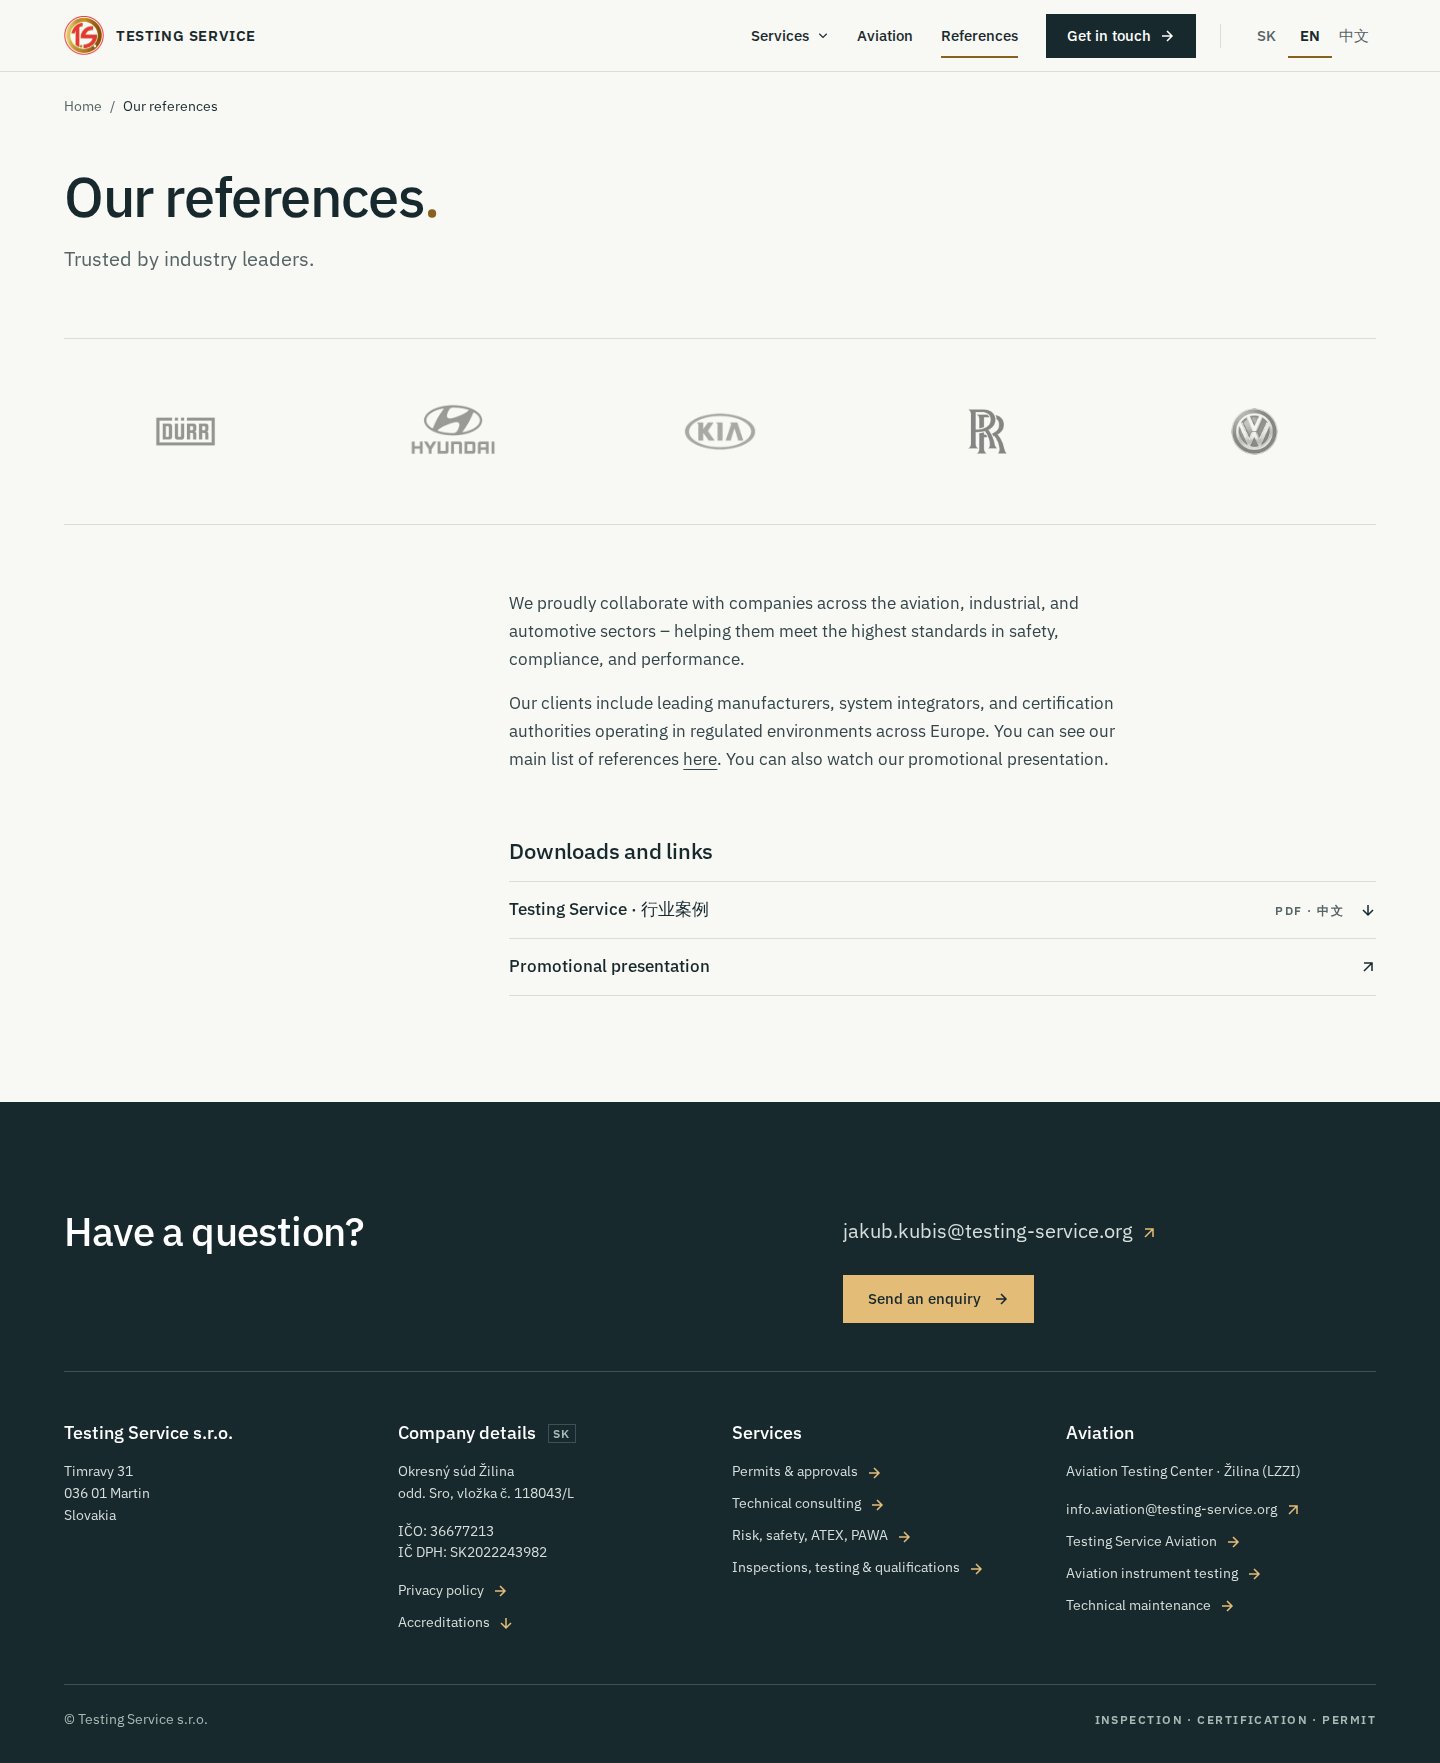 TESTING SERVICE
Services
Aviation
References
Get in touch
SK
EN
中文
Home / Our references
Our references.
Trusted by industry leaders.
DÜRR
HYUNDAI
KIA
RR
VW
We proudly collaborate with companies across the aviation, industrial, and
automotive sectors – helping them meet the highest standards in safety,
compliance, and performance.
Our clients include leading manufacturers, system integrators, and certification
authorities operating in regulated environments across Europe. You can see our
main list of references here. You can also watch our promotional presentation.
Downloads and links
Testing Service · 行业案例
PDF · 中文
Promotional presentation
Have a question?
jakub.kubis@testing-service.org
Send an enquiry
Testing Service s.r.o.
Timravy 31
036 01 Martin
Slovakia
Company details SK
Okresný súd Žilina
odd. Sro, vložka č. 118043/L
IČO: 36677213
IČ DPH: SK2022243982
Privacy policy
Accreditations
Services
Permits & approvals
Technical consulting
Risk, safety, ATEX, PAWA
Inspections, testing & qualifications
Aviation
Aviation Testing Center · Žilina (LZZI)
info.aviation@testing-service.org
Testing Service Aviation
Aviation instrument testing
Technical maintenance
© Testing Service s.r.o.
INSPECTION · CERTIFICATION · PERMIT